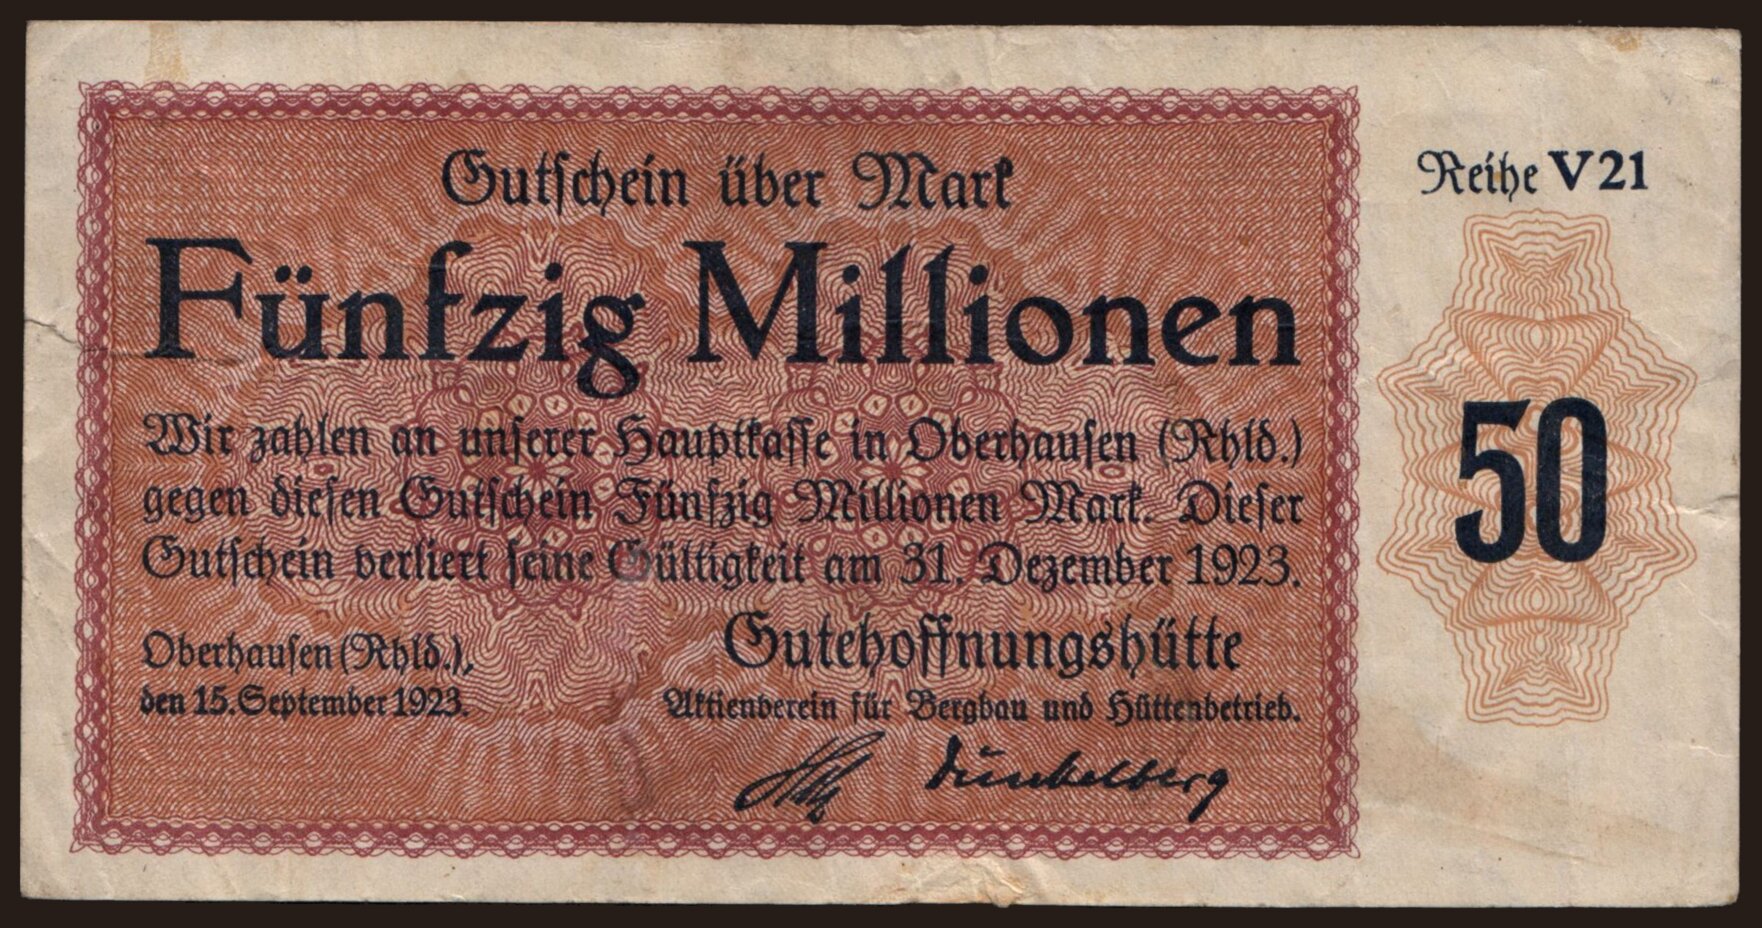 Gutschein über Mark
Reihe V21
Fünfzig Millionen
Wir zahlen an unserer Hauptkasse in Oberhausen (Rhld.)
gegen diesen Gutschein Fünfzig Millionen Mark. Dieser
Gutschein verliert seine Gültigkeit am 31. Dezember 1923.
50
Oberhausen (Rhld.),
den 15. September 1923.
Gutehoffnungshütte
Aktienverein für Bergbau und Hüttenbetrieb.